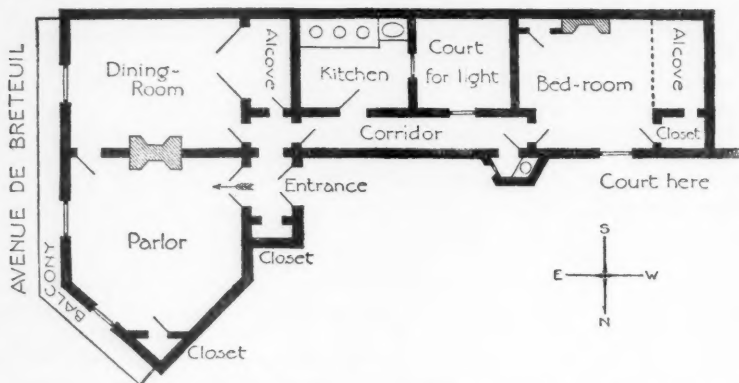 AVENUE DE BRETEUIL
BALCONY
Dining-
Room
Alcove
Kitchen
Court
for light
Bed-room
Alcove
Closet
Corridor
Entrance
Court here
Parlor
Closet
Closet
S
E W
N